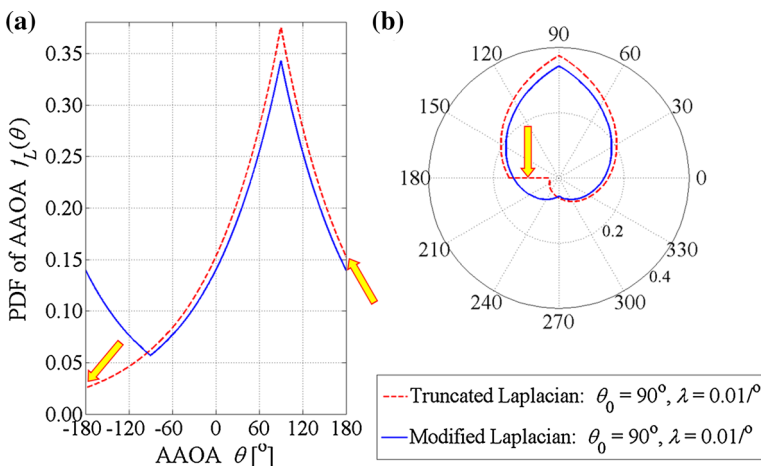 (a)
PDF of AAOA f_L(θ)
0.35
0.30
0.25
0.20
0.15
0.10
0.05
0.00
-180 -120 -60 0 60 120 180
AAOA θ [°]
(b)
90
120 60
150 30
180 0
210 330
240 300
270
0.2
0.4
Truncated Laplacian: θ₀ = 90°, λ = 0.01/°
Modified Laplacian: θ₀ = 90°, λ = 0.01/°